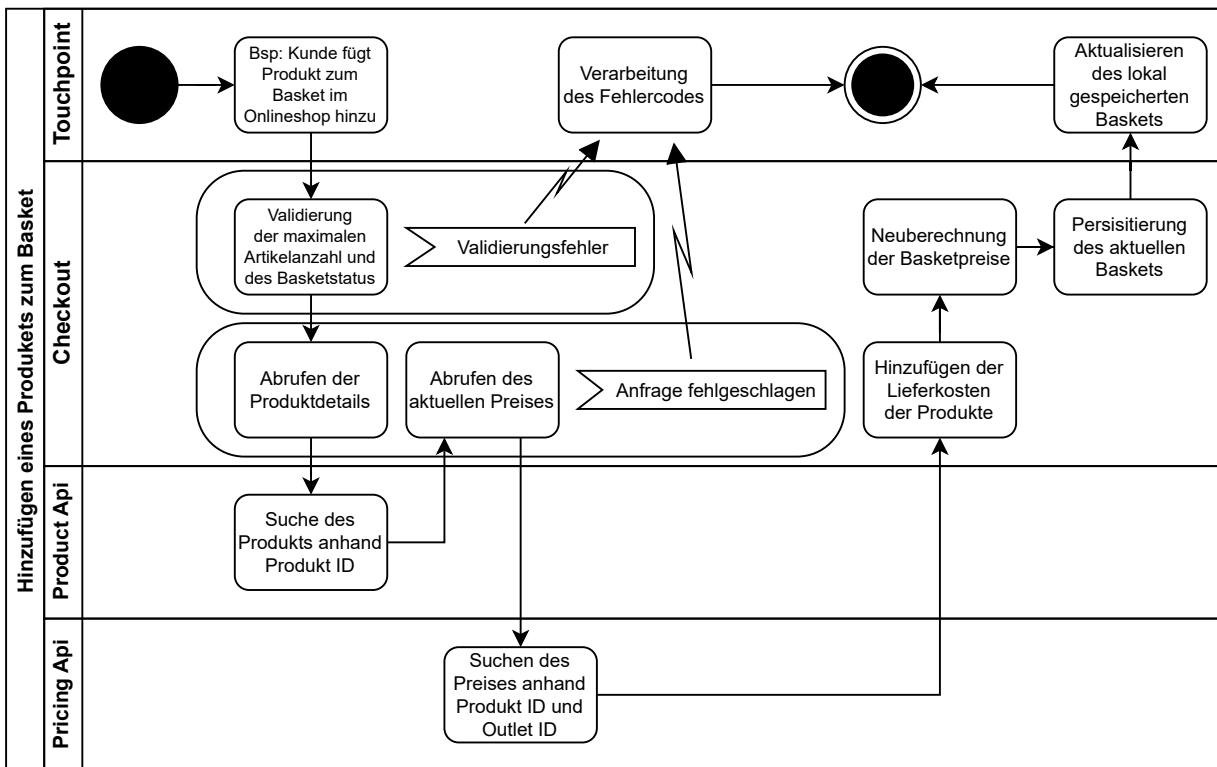 Hinzufügen eines Produkets zum Basket
Touchpoint
Bsp: Kunde fügt
Produkt zum
Basket im
Onlineshop hinzu
Verarbeitung
des Fehlercodes
Aktualisieren
des lokal
gespeicherten
Baskets
Checkout
Validierung
der maximalen
Artikelanzahl und
des Basketstatus
Validierungsfehler
Neuberechnung
der Basketpreise
Persisitierung
des aktuellen
Baskets
Abrufen der
Produktdetails
Abrufen des
aktuellen Preises
Anfrage fehlgeschlagen
Hinzufügen der
Lieferkosten
der Produkte
Product Api
Suche des
Produkts anhand
Produkt ID
Pricing Api
Suchen des
Preises anhand
Produkt ID und
Outlet ID